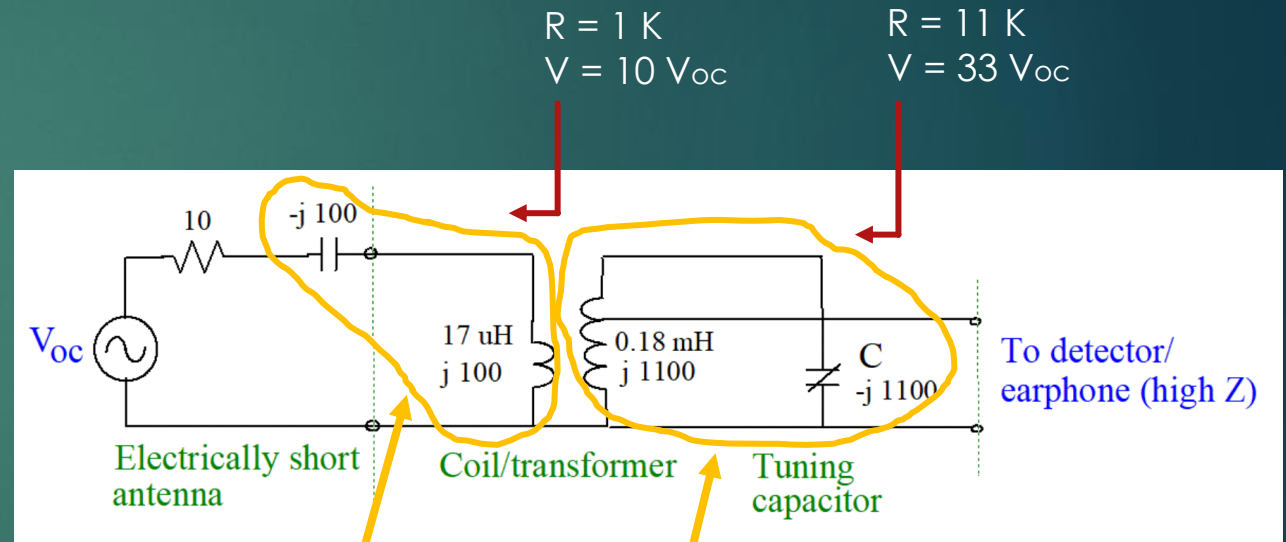 R = 1 K
V = 10 Voc
R = 11 K
V = 33 Voc
10
-j 100
Voc
17 uH
j 100
0.18 mH
j 1100
C
-j 1100
To detector/
earphone (high Z)
Electrically short
antenna
Coil/transformer
Tuning
capacitor